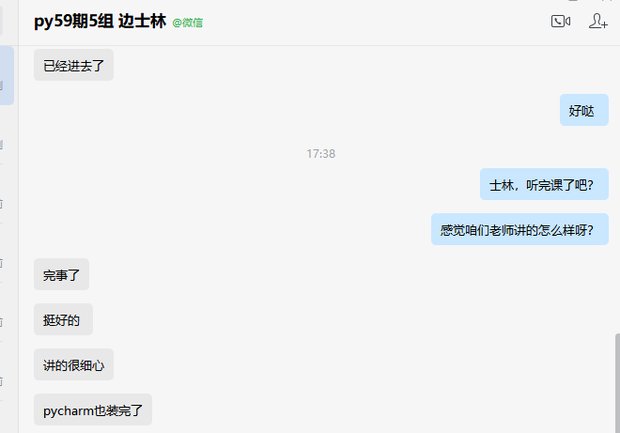 py59期5组 边士林 @微信
已经进去了
好哒
17:38
士林，听完课了吧？
感觉咱们老师讲的怎么样呀？
完事了
挺好的
讲的很细心
pycharm也装完了